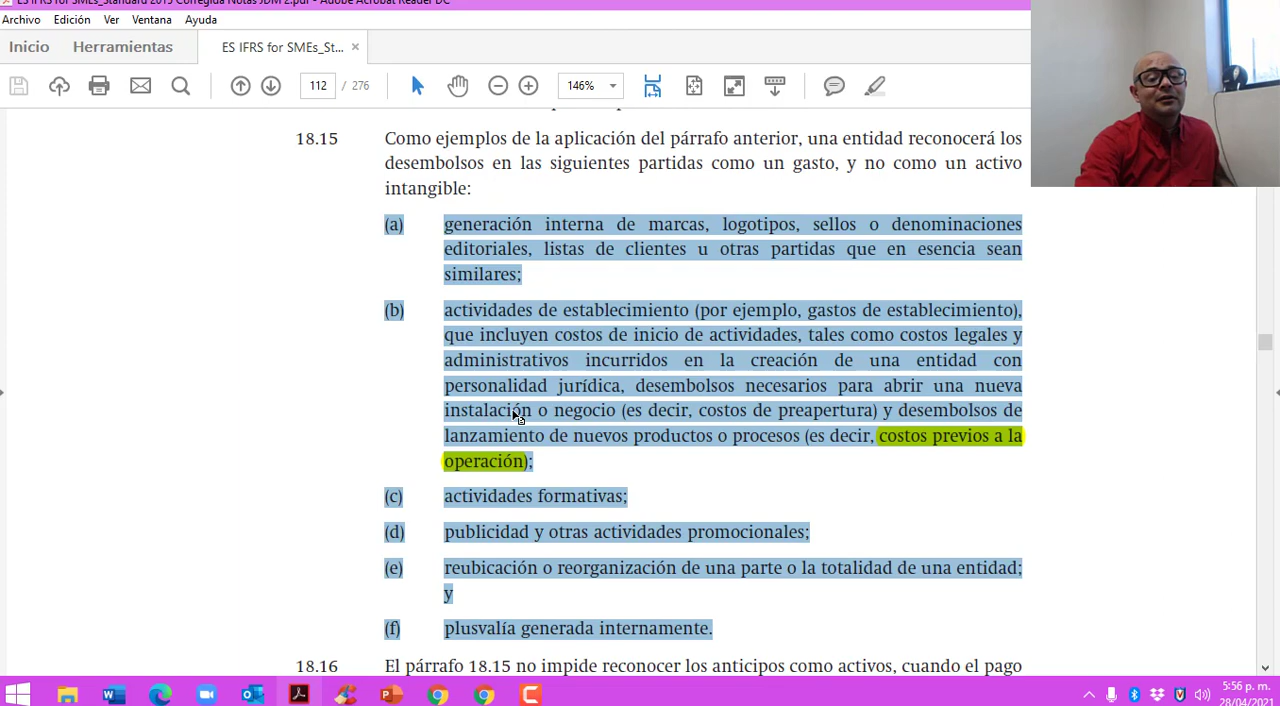 ES IFRS for SMEs_Standard 2015 Corregida Notas JDM 2.pdf - Adobe Acrobat Reader DC
Archivo Edición Ver Ventana Ayuda
Inicio Herramientas ES IFRS for SMEs_St... ×
112 / 276 146%
18.15 Como ejemplos de la aplicación del párrafo anterior, una entidad reconocerá los
desembolsos en las siguientes partidas como un gasto, y no como un activo
intangible:
(a) generación interna de marcas, logotipos, sellos o denominaciones
editoriales, listas de clientes u otras partidas que en esencia sean
similares;
(b) actividades de establecimiento (por ejemplo, gastos de establecimiento),
que incluyen costos de inicio de actividades, tales como costos legales y
administrativos incurridos en la creación de una entidad con
personalidad jurídica, desembolsos necesarios para abrir una nueva
instalación o negocio (es decir, costos de preapertura) y desembolsos de
lanzamiento de nuevos productos o procesos (es decir, costos previos a la
operación);
(c) actividades formativas;
(d) publicidad y otras actividades promocionales;
(e) reubicación o reorganización de una parte o la totalidad de una entidad;
y
(f) plusvalía generada internamente.
18.16 El párrafo 18.15 no impide reconocer los anticipos como activos, cuando el pago
5:56 p. m.
28/04/2021